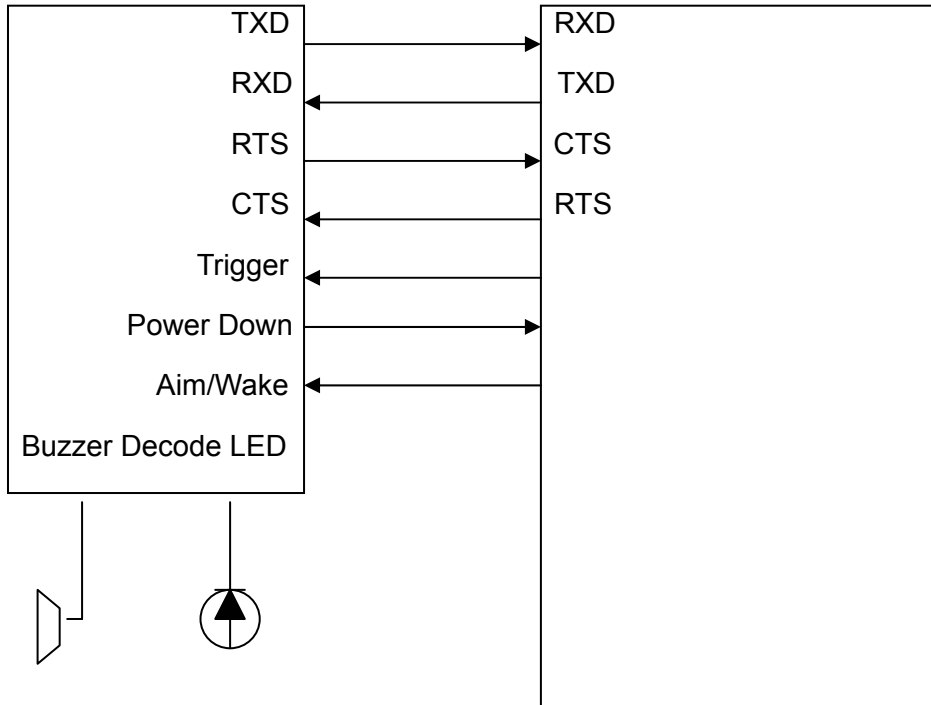 TXD RXD
RXD TXD
RTS CTS
CTS RTS
Trigger
Power Down
Aim/Wake
Buzzer Decode LED